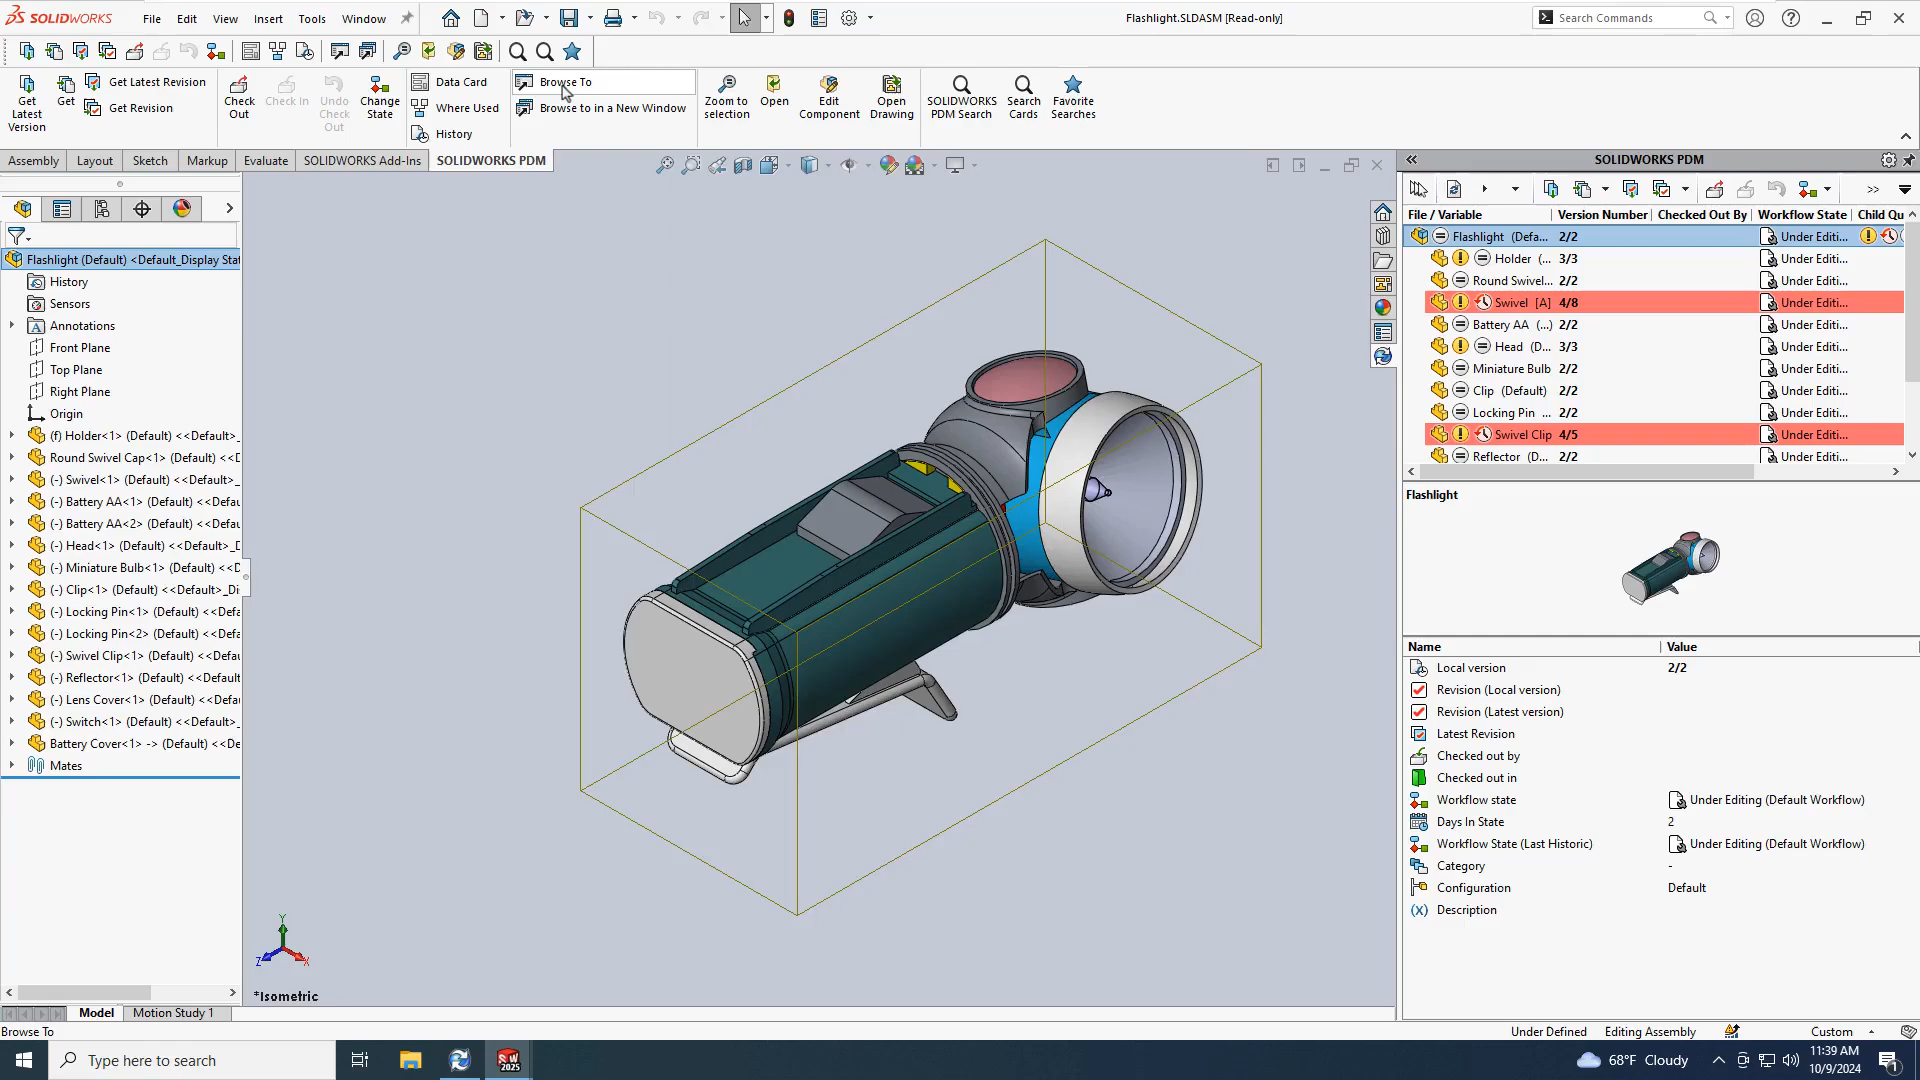 SOLIDWORKS File Edit View Insert Tools Window Flashlight.SLDASM [Read-only] Search Commands
Get Latest Version
Get
Get Latest Revision
Get Revision
Check Out
Check In
Undo Check Out
Change State
Data Card
Where Used
History
Browse To
Browse to in a New Window
Zoom to selection
Open
Edit Component
Open Drawing
SOLIDWORKS PDM Search
Search Cards
Favorite Searches
Assembly Layout Sketch Markup Evaluate SOLIDWORKS Add-Ins SOLIDWORKS PDM
Flashlight (Default) <Default_Display Stat
History
Sensors
Annotations
Front Plane
Top Plane
Right Plane
Origin
(f) Holder<1> (Default) <<Default>_
Round Swivel Cap<1> (Default) <<D
(-) Swivel<1> (Default) <<Default>_
(-) Battery AA<1> (Default) <<Defau
(-) Battery AA<2> (Default) <<Defau
(-) Head<1> (Default) <<Default>_D
(-) Miniature Bulb<1> (Default) <<D
(-) Clip<1> (Default) <<Default>_Di
(-) Locking Pin<1> (Default) <<Defa
(-) Locking Pin<2> (Default) <<Defa
(-) Swivel Clip<1> (Default) <<Defa
(-) Reflector<1> (Default) <<Defaul
(-) Lens Cover<1> (Default) <<Defau
(-) Switch<1> (Default) <<Default>_
Battery Cover<1> -> (Default) <<De
Mates
Y
Z
X
*Isometric
SOLIDWORKS PDM
File / Variable Version Number Checked Out By Workflow State Child Qu
Flashlight (Defa... 2/2 Under Editi...
Holder (... 3/3 Under Editi...
Round Swivel... 2/2 Under Editi...
Swivel [A] 4/8 Under Editi...
Battery AA (...) 2/2 Under Editi...
Head (D... 3/3 Under Editi...
Miniature Bulb 2/2 Under Editi...
Clip (Default) 2/2 Under Editi...
Locking Pin ... 2/2 Under Editi...
Swivel Clip 4/5 Under Editi...
Reflector (D... 2/2 Under Editi...
Flashlight
Name Value
Local version 2/2
Revision (Local version)
Revision (Latest version)
Latest Revision
Checked out by
Checked out in
Workflow state Under Editing (Default Workflow)
Days In State 2
Workflow State (Last Historic) Under Editing (Default Workflow)
Category -
Configuration Default
(x) Description
Model Motion Study 1
Browse To Under Defined Editing Assembly Custom
Type here to search
SW 2025
68°F Cloudy
11:39 AM
10/9/2024
1